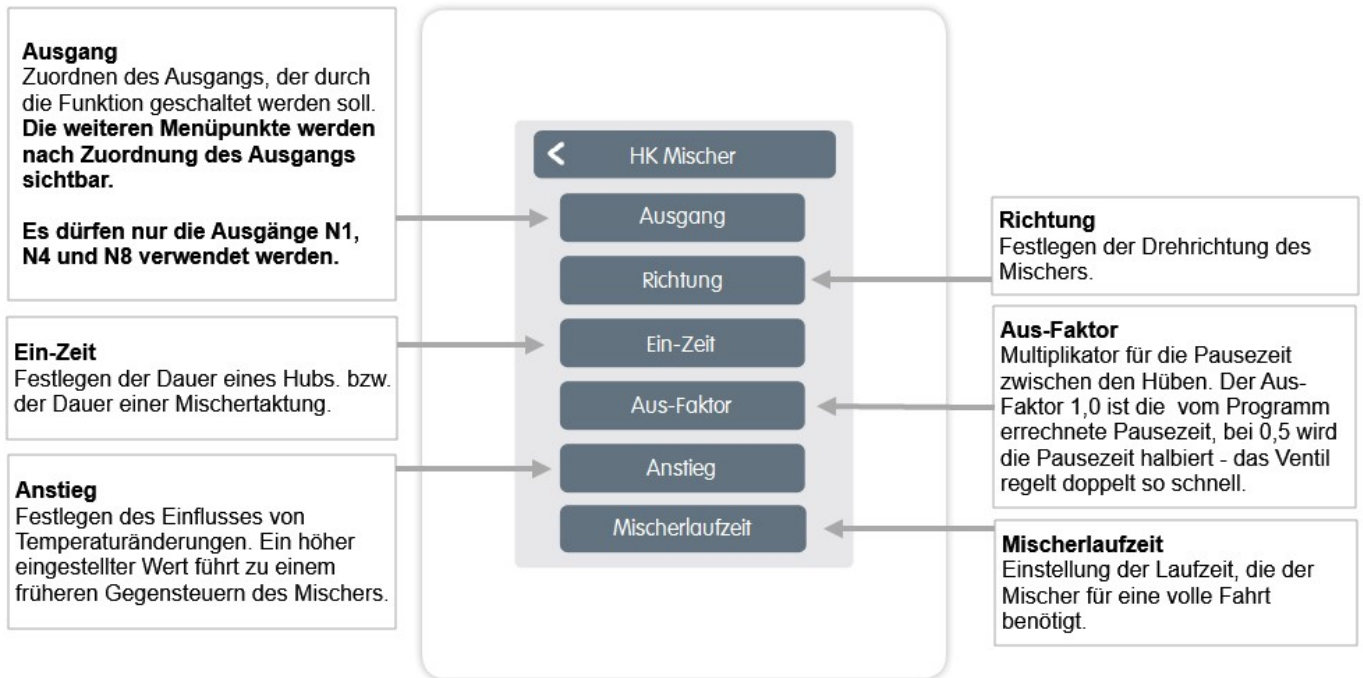 Ausgang
Zuordnen des Ausgangs, der durch
die Funktion geschaltet werden soll.
Die weiteren Menüpunkte werden
nach Zuordnung des Ausgangs
sichtbar.
Es dürfen nur die Ausgänge N1,
N4 und N8 verwendet werden.
Ein-Zeit
Festlegen der Dauer eines Hubs. bzw.
der Dauer einer Mischertaktung.
Anstieg
Festlegen des Einflusses von
Temperaturänderungen. Ein höher
eingestellter Wert führt zu einem
früheren Gegensteuern des Mischers.
HK Mischer
Ausgang
Richtung
Ein-Zeit
Aus-Faktor
Anstieg
Mischerlaufzeit
Richtung
Festlegen der Drehrichtung des
Mischers.
Aus-Faktor
Multiplikator für die Pausezeit
zwischen den Hüben. Der Aus-
Faktor 1,0 ist die vom Programm
errechnete Pausezeit, bei 0,5 wird
die Pausezeit halbiert - das Ventil
regelt doppelt so schnell.
Mischerlaufzeit
Einstellung der Laufzeit, die der
Mischer für eine volle Fahrt
benötigt.